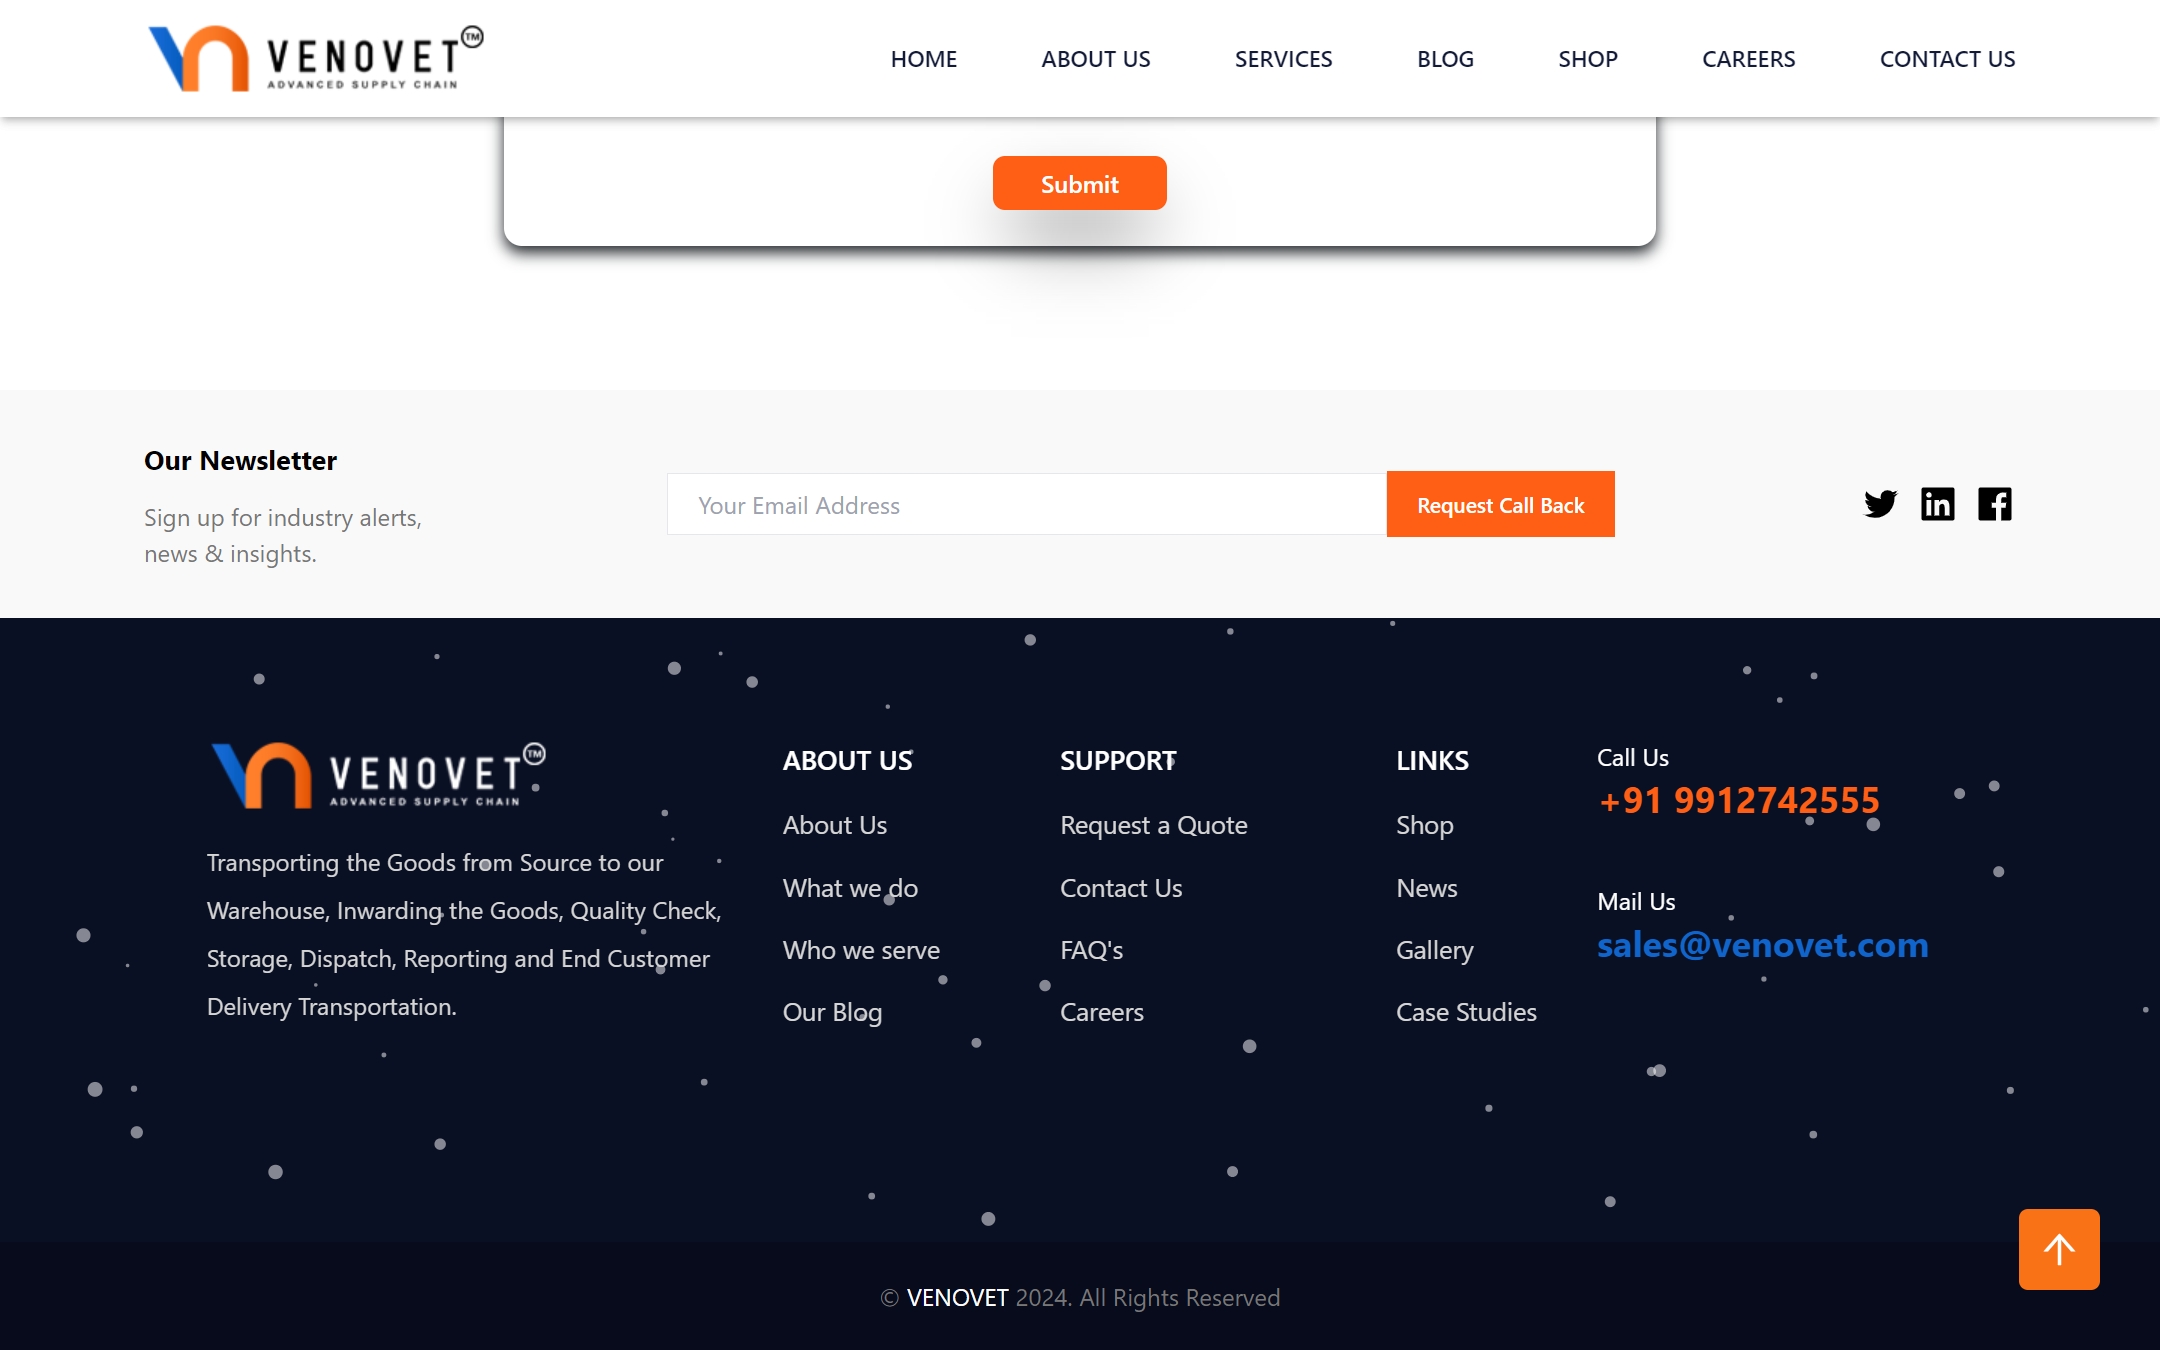 VENOVET TM
ADVANCED SUPPLY CHAIN
HOME ABOUT US SERVICES BLOG SHOP CAREERS CONTACT US
Submit
Our Newsletter
Sign up for industry alerts,
news & insights.
Your Email Address
Request Call Back
VENOVET TM
ADVANCED SUPPLY CHAIN
Transporting the Goods from Source to our
Warehouse, Inwarding the Goods, Quality Check,
Storage, Dispatch, Reporting and End Customer
Delivery Transportation.
ABOUT US
About Us
What we do
Who we serve
Our Blog
SUPPORT
Request a Quote
Contact Us
FAQ's
Careers
LINKS
Shop
News
Gallery
Case Studies
Call Us
+91 9912742555
Mail Us
sales@venovet.com
© VENOVET 2024. All Rights Reserved